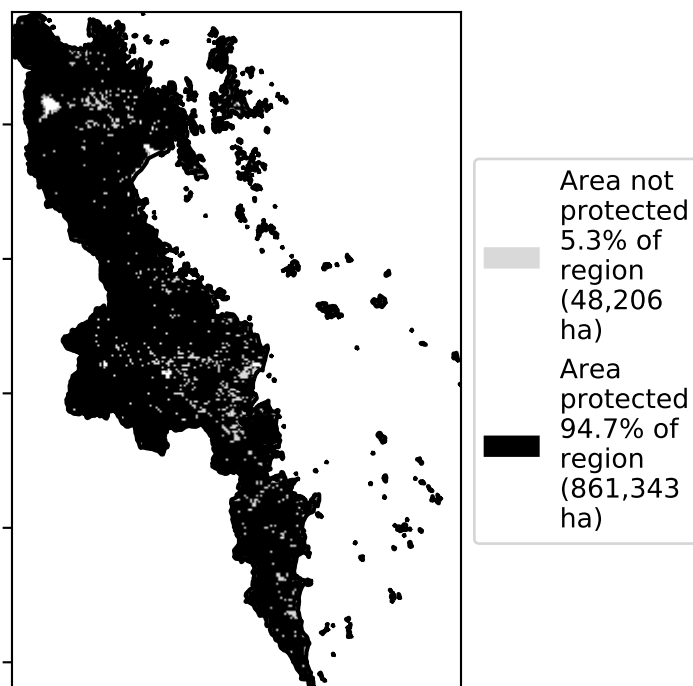 Area not
protected
5.3% of
region
(48,206
ha)
Area
protected
94.7% of
region
(861,343
ha)